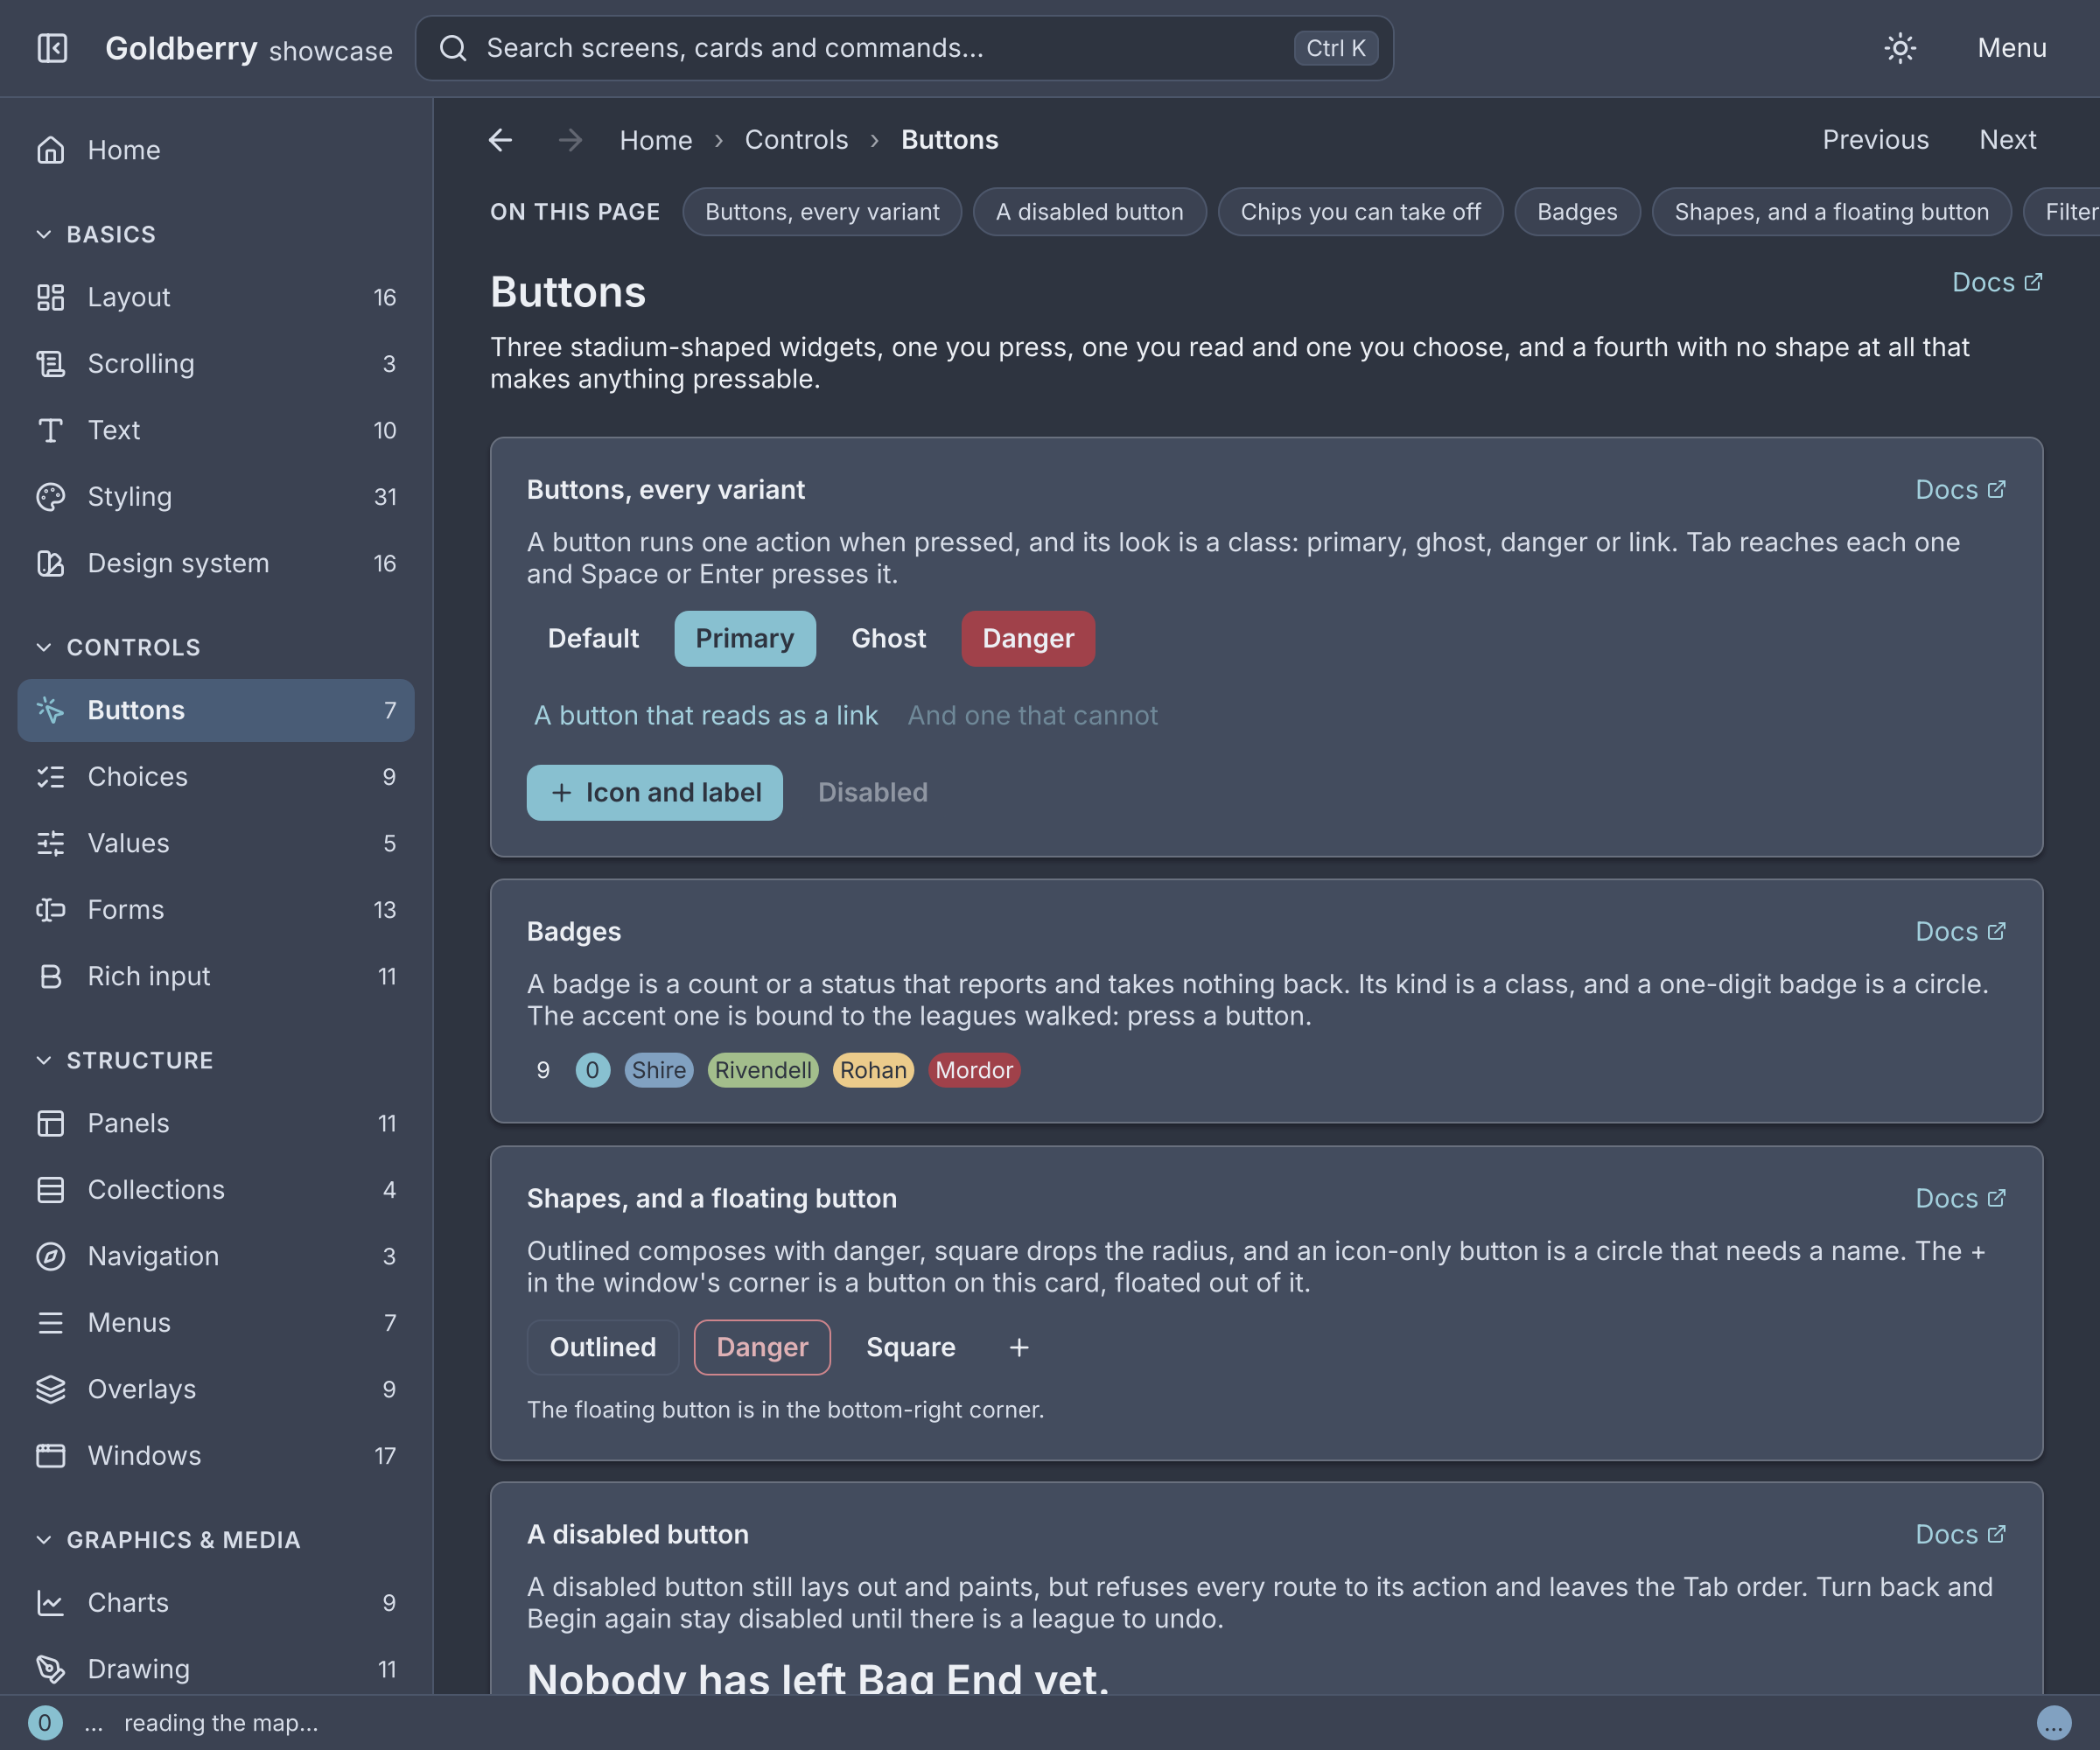 Goldberry showcase
Search screens, cards and commands...
Ctrl K
Menu
Home
BASICS
Layout 16
Scrolling 3
Text 10
Styling 31
Design system 16
CONTROLS
Buttons 7
Choices 9
Values 5
Forms 13
Rich input 11
STRUCTURE
Panels 11
Collections 4
Navigation 3
Menus 7
Overlays 9
Windows 17
GRAPHICS & MEDIA
Charts 9
Drawing 11
Home › Controls › Buttons
Previous Next
ON THIS PAGE Buttons, every variant A disabled button Chips you can take off Badges Shapes, and a floating button Filter
Buttons
Docs
Three stadium-shaped widgets, one you press, one you read and one you choose, and a fourth with no shape at all that
makes anything pressable.
Buttons, every variant
Docs
A button runs one action when pressed, and its look is a class: primary, ghost, danger or link. Tab reaches each one
and Space or Enter presses it.
Default Primary Ghost Danger
A button that reads as a link And one that cannot
+ Icon and label Disabled
Badges
Docs
A badge is a count or a status that reports and takes nothing back. Its kind is a class, and a one-digit badge is a circle.
The accent one is bound to the leagues walked: press a button.
9 0 Shire Rivendell Rohan Mordor
Shapes, and a floating button
Docs
Outlined composes with danger, square drops the radius, and an icon-only button is a circle that needs a name. The +
in the window's corner is a button on this card, floated out of it.
Outlined Danger Square +
The floating button is in the bottom-right corner.
A disabled button
Docs
A disabled button still lays out and paints, but refuses every route to its action and leaves the Tab order. Turn back and
Begin again stay disabled until there is a league to undo.
Nobody has left Bag End yet.
0 ... reading the map...
...